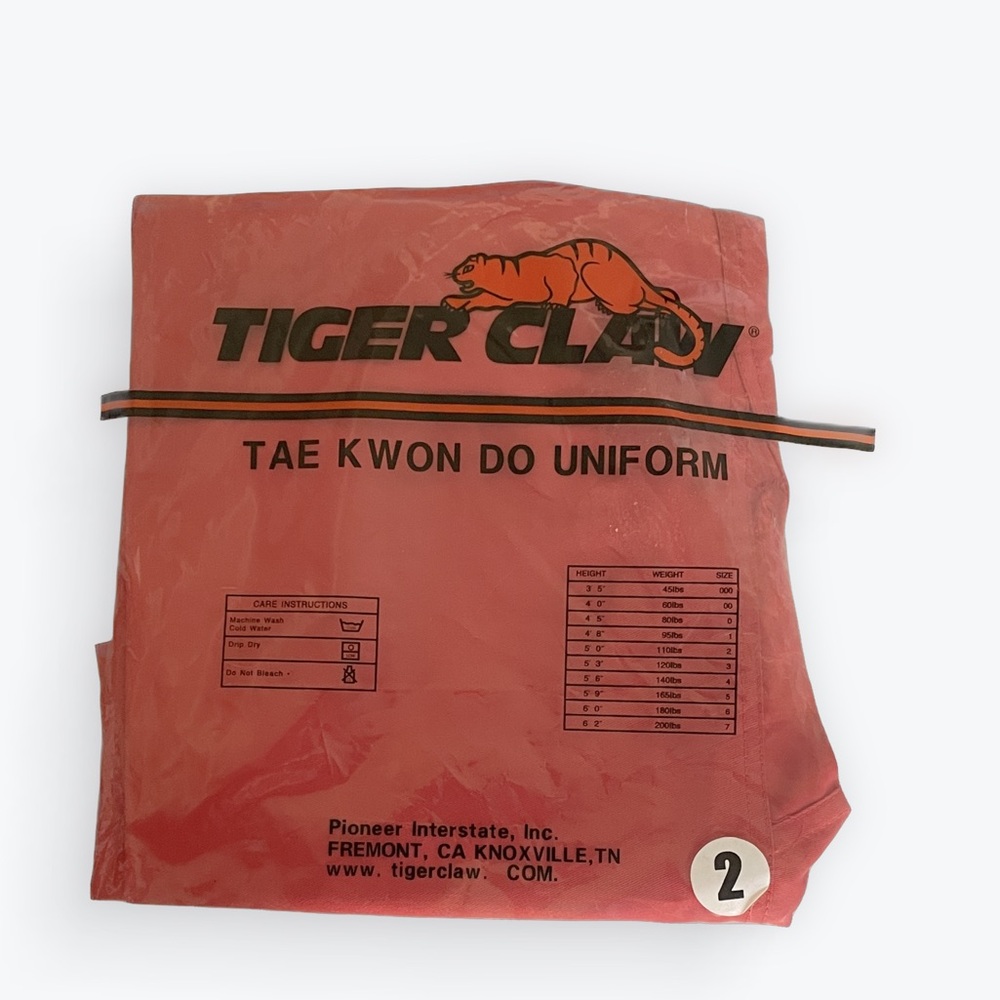 TIGER CLAW®
TAE KWON DO UNIFORM
HEIGHT WEIGHT SIZE
3' 5" 45lbs 000
4' 0" 60lbs 00
4' 5" 80lbs 0
4' 8" 95lbs 1
5' 0" 110lbs 2
5' 3" 120lbs 3
5' 6" 140lbs 4
5' 9" 165lbs 5
6' 0" 180lbs 6
6' 2" 200lbs 7
CARE INSTRUCTIONS
Machine Wash
Cold Water
Drip Dry
Do Not Bleach
Pioneer Interstate, Inc.
FREMONT, CA KNOXVILLE,TN
www. tigerclaw. COM.
2